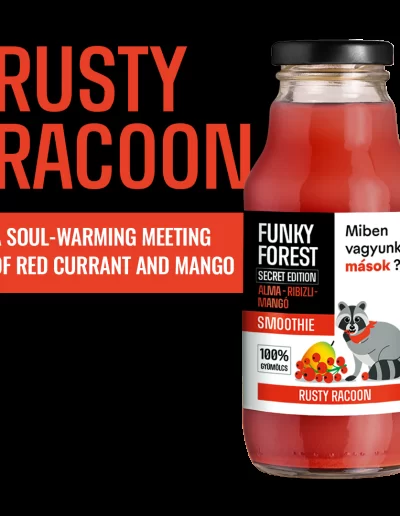 RUSTY
RACOON
A SOUL-WARMING MEETING
OF RED CURRANT AND MANGO
FUNKY
FOREST
SECRET EDITION
ALMA - RIBIZLI -
MANGÓ
SMOOTHIE
100%
GYÜMÖLCS
Miben
vagyunk
mások ?
RUSTY RACOON